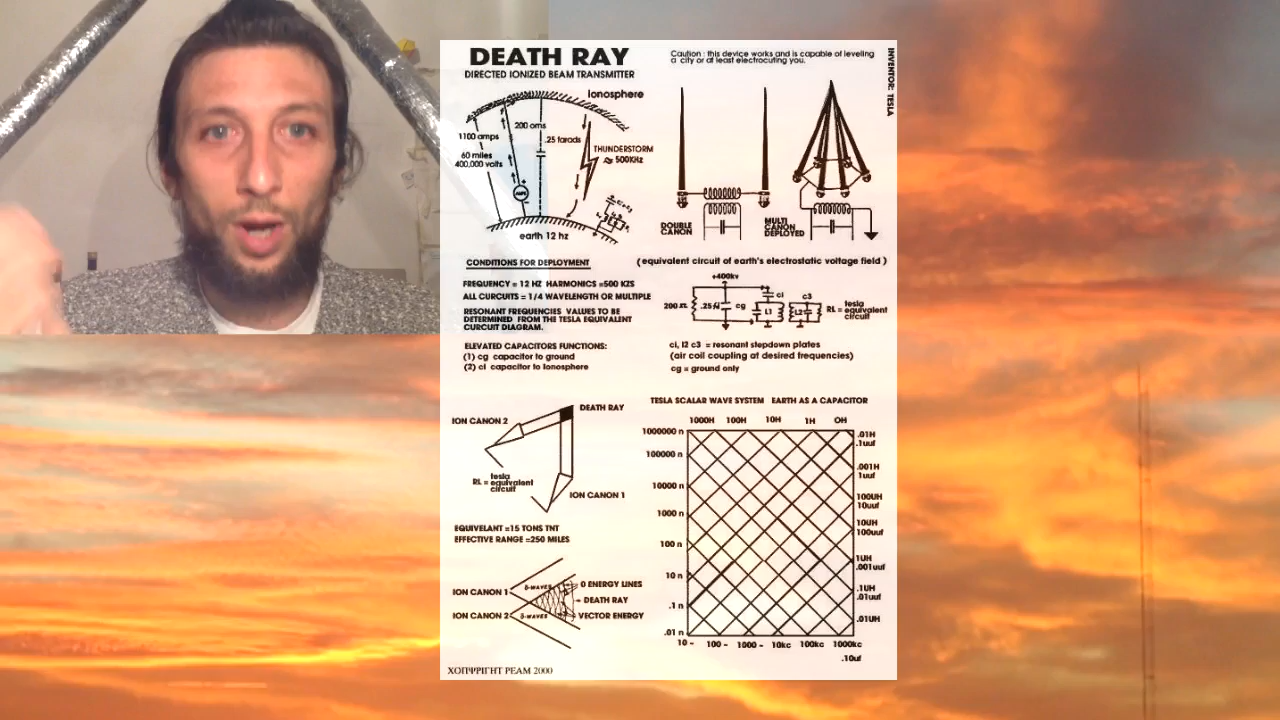 DEATH RAY
DIRECTED IONIZED BEAM TRANSMITTER
Caution : this device works and is capable of leveling
a city or at least electrocuting you.
INVENTOR: TESLA
Ionosphere
1100 amps
200 oms
.25 farads
60 miles
400,000 volts
THUNDERSTORM
≈ 500KHz
earth 12 hz
DOUBLE
CANON
MULTI
CANON
DEPLOYED
CONDITIONS FOR DEPLOYMENT
FREQUENCY = 12 HZ HARMONICS =500 KZS
ALL CURCUITS = 1/4 WAVELENGTH OR MULTIPLE
RESONANT FREQUENCIES VALUES TO BE
DETERMINED FROM THE TESLA EQUIVALENT
CURCUIT DIAGRAM.
ELEVATED CAPACITORS FUNCTIONS:
(1) cg capacitor to ground
(2) ci capacitor to Ionosphere
(equivalent circuit of earth's electrostatic voltage field )
+400kv
200
cg
ci
L1
c3
L2
RL = tesla
equivalent
circuit
ci, l2 c3 = resonant stepdown plates
(air coil coupling at desired frequencies)
cg = ground only
ION CANON 2
DEATH RAY
RL = tesla
equivalent
circuit
ION CANON 1
EQUIVELANT =15 TONS TNT
EFFECTIVE RANGE =250 MILES
ION CANON 1
ION CANON 2
0 ENERGY LINES
DEATH RAY
VECTOR ENERGY
TESLA SCALAR WAVE SYSTEM EARTH AS A CAPACITOR
1000H 100H 10H 1H OH
1000000 n
100000 n
10000 n
1000 n
100 n
10 n
.1 n
.01 n
.01H
.1uuf
.001H
1uuf
100UH
10uuf
10UH
100uuf
1UH
.001uuf
.1UH
.01uuf
.01UH
10 ~ 100 ~ 1000 ~ 10kc 100kc 1000kc
.10uf
ΧΟΠΨΡΙΓΗΤ ΡΕΑΜ 2000